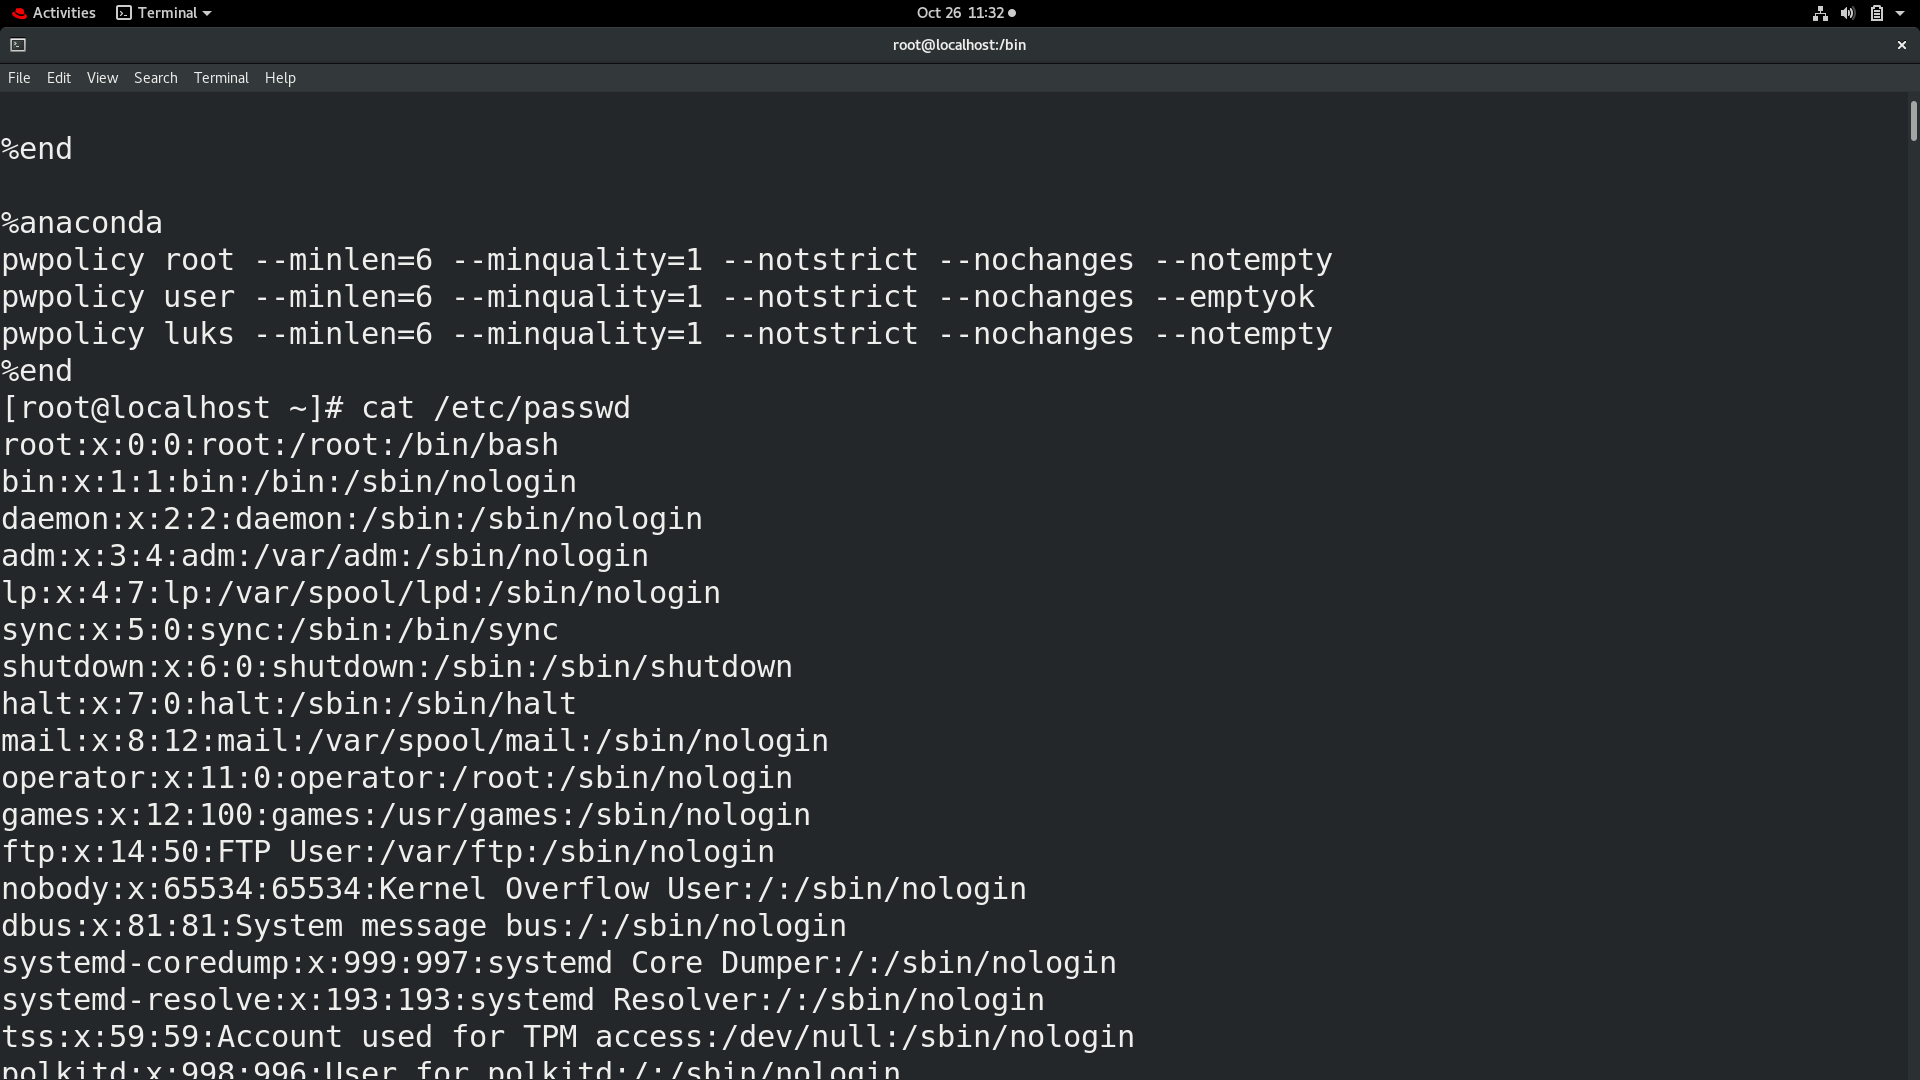 Activities Terminal Oct 26 11:32
root@localhost:/bin
File Edit View Search Terminal Help
%end
%anaconda
pwpolicy root --minlen=6 --minquality=1 --notstrict --nochanges --notempty
pwpolicy user --minlen=6 --minquality=1 --notstrict --nochanges --emptyok
pwpolicy luks --minlen=6 --minquality=1 --notstrict --nochanges --notempty
%end
[root@localhost ~]# cat /etc/passwd
root:x:0:0:root:/root:/bin/bash
bin:x:1:1:bin:/bin:/sbin/nologin
daemon:x:2:2:daemon:/sbin:/sbin/nologin
adm:x:3:4:adm:/var/adm:/sbin/nologin
lp:x:4:7:lp:/var/spool/lpd:/sbin/nologin
sync:x:5:0:sync:/sbin:/bin/sync
shutdown:x:6:0:shutdown:/sbin:/sbin/shutdown
halt:x:7:0:halt:/sbin:/sbin/halt
mail:x:8:12:mail:/var/spool/mail:/sbin/nologin
operator:x:11:0:operator:/root:/sbin/nologin
games:x:12:100:games:/usr/games:/sbin/nologin
ftp:x:14:50:FTP User:/var/ftp:/sbin/nologin
nobody:x:65534:65534:Kernel Overflow User:/:/sbin/nologin
dbus:x:81:81:System message bus:/:/sbin/nologin
systemd-coredump:x:999:997:systemd Core Dumper:/:/sbin/nologin
systemd-resolve:x:193:193:systemd Resolver:/:/sbin/nologin
tss:x:59:59:Account used for TPM access:/dev/null:/sbin/nologin
polkitd:x:998:996:User for polkitd:/:/sbin/nologin